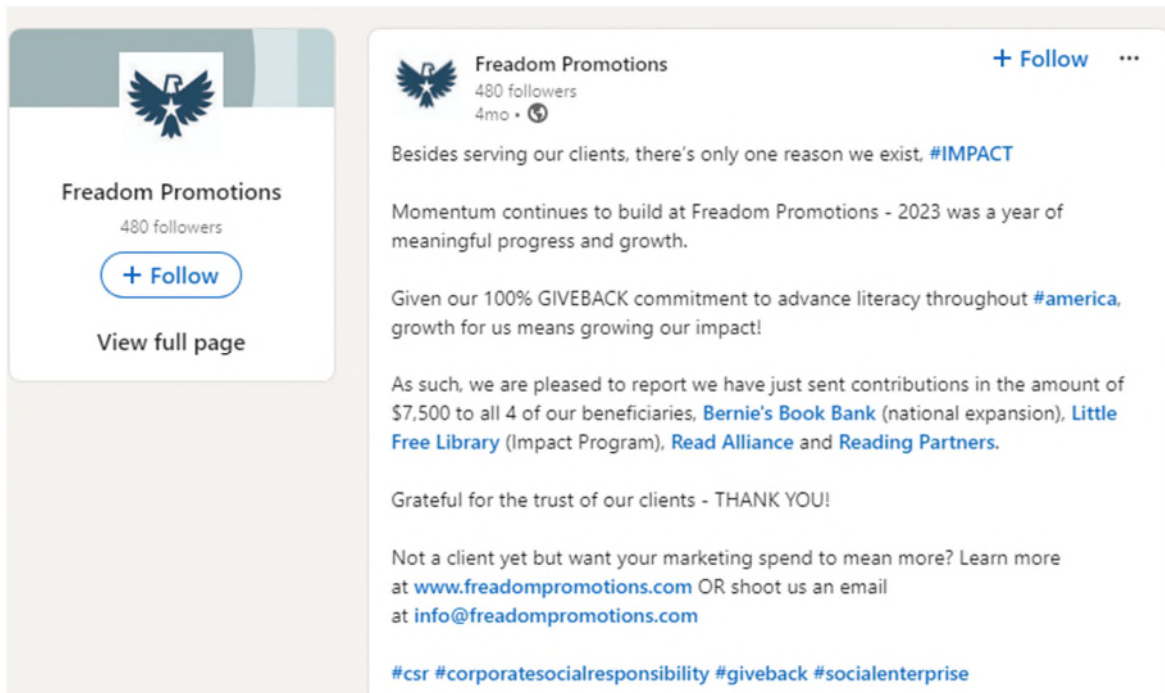 Freadom Promotions
480 followers
+ Follow
View full page
Freadom Promotions
480 followers
4mo •
+ Follow
Besides serving our clients, there's only one reason we exist, #IMPACT
Momentum continues to build at Freadom Promotions - 2023 was a year of
meaningful progress and growth.
Given our 100% GIVEBACK commitment to advance literacy throughout #america,
growth for us means growing our impact!
As such, we are pleased to report we have just sent contributions in the amount of
$7,500 to all 4 of our beneficiaries, Bernie's Book Bank (national expansion), Little
Free Library (Impact Program), Read Alliance and Reading Partners.
Grateful for the trust of our clients - THANK YOU!
Not a client yet but want your marketing spend to mean more? Learn more
at www.freadompromotions.com OR shoot us an email
at info@freadompromotions.com
#csr #corporatesocialresponsibility #giveback #socialenterprise